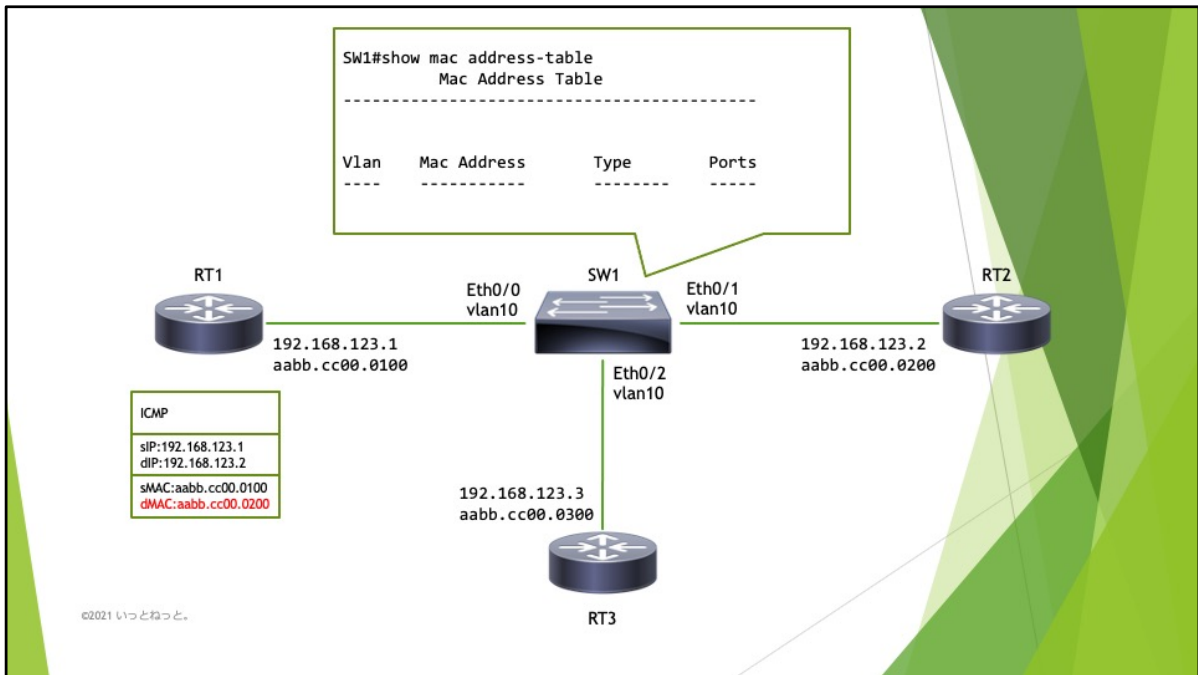 SW1#show mac address-table
Mac Address Table
-------------------------------------------
Vlan Mac Address Type Ports
---- ----------- -------- -----
RT1
SW1
RT2
Eth0/0
vlan10
Eth0/1
vlan10
192.168.123.1
aabb.cc00.0100
192.168.123.2
aabb.cc00.0200
Eth0/2
vlan10
ICMP
sIP:192.168.123.1
dIP:192.168.123.2
sMAC:aabb.cc00.0100
dMAC:aabb.cc00.0200
192.168.123.3
aabb.cc00.0300
RT3
©2021 いっとねっと。